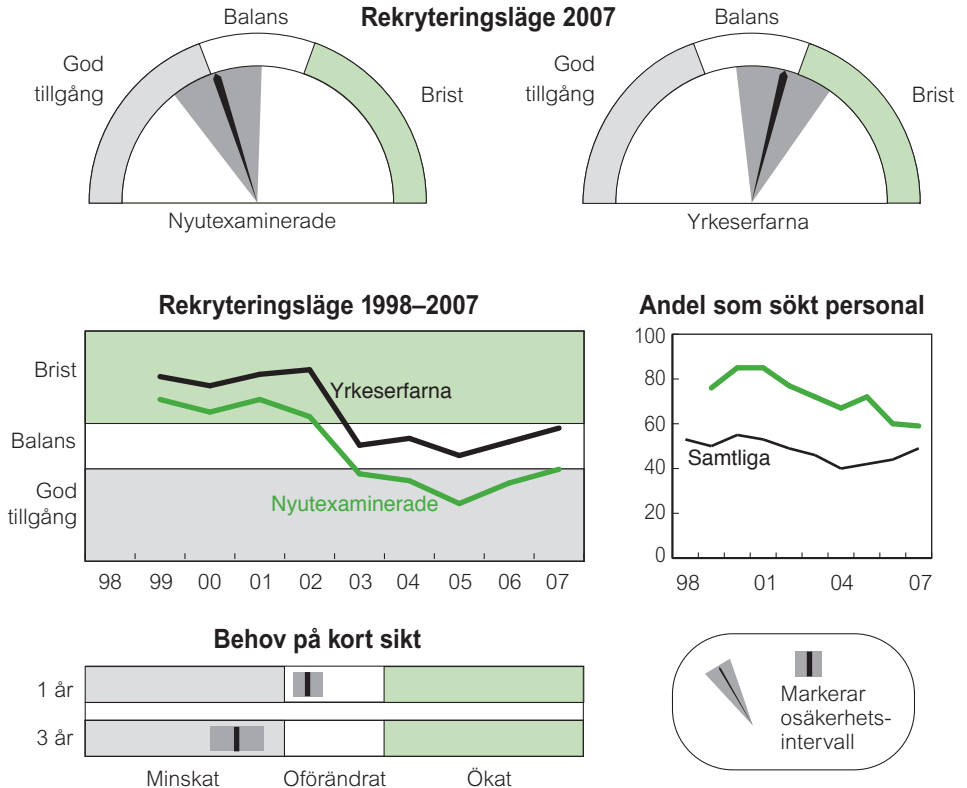 Rekryteringsläge 2007
Balans
God
tillgång
Brist
Nyutexaminerade
Balans
God
tillgång
Brist
Yrkeserfarna
Rekryteringsläge 1998–2007
Brist
Balans
God
tillgång
Yrkeserfarna
Nyutexaminerade
98 99 00 01 02 03 04 05 06 07
Andel som sökt personal
100
80
60
40
20
0
Samtliga
98 01 04 07
Behov på kort sikt
1 år
3 år
Minskat Oförändrat Ökat
Markerar
osäkerhets-
intervall